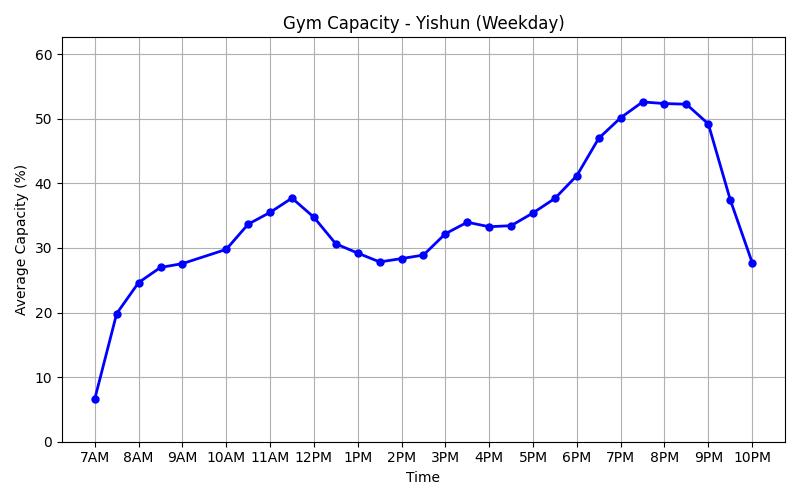 Gym Capacity - Yishun (Weekday)
Average Capacity (%)
60
50
40
30
20
10
0
7AM 8AM 9AM 10AM 11AM 12PM 1PM 2PM 3PM 4PM 5PM 6PM 7PM 8PM 9PM 10PM
Time